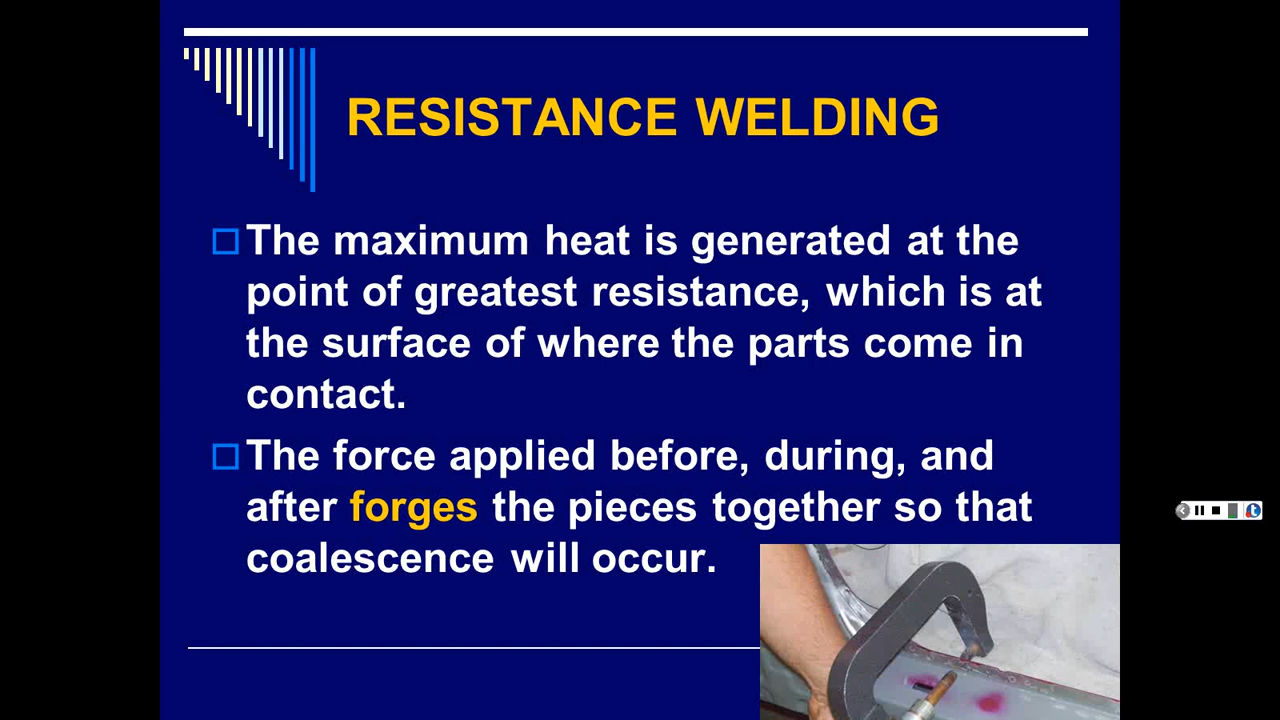 RESISTANCE WELDING
The maximum heat is generated at the
point of greatest resistance, which is at
the surface of where the parts come in
contact.
The force applied before, during, and
after forges the pieces together so that
coalescence will occur.